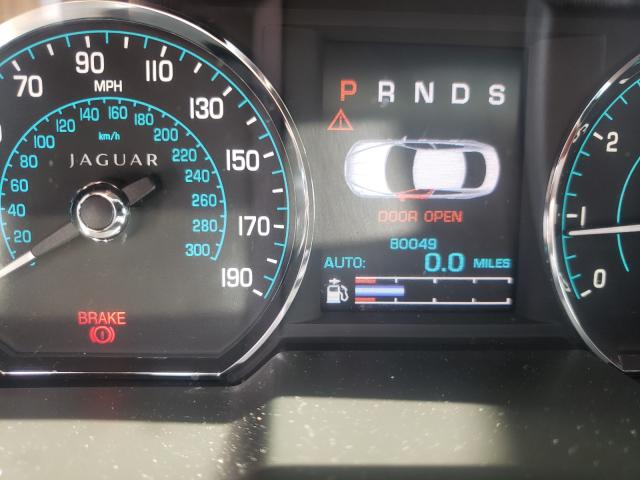 70 90 110 130 150 170 190
MPH
20 40 60 80 100 120 140 160 180 200 220 240 260 280 300
km/h
JAGUAR
BRAKE
P R N D S
DOOR OPEN
80049
AUTO: 0.0 MILES
2
1
0